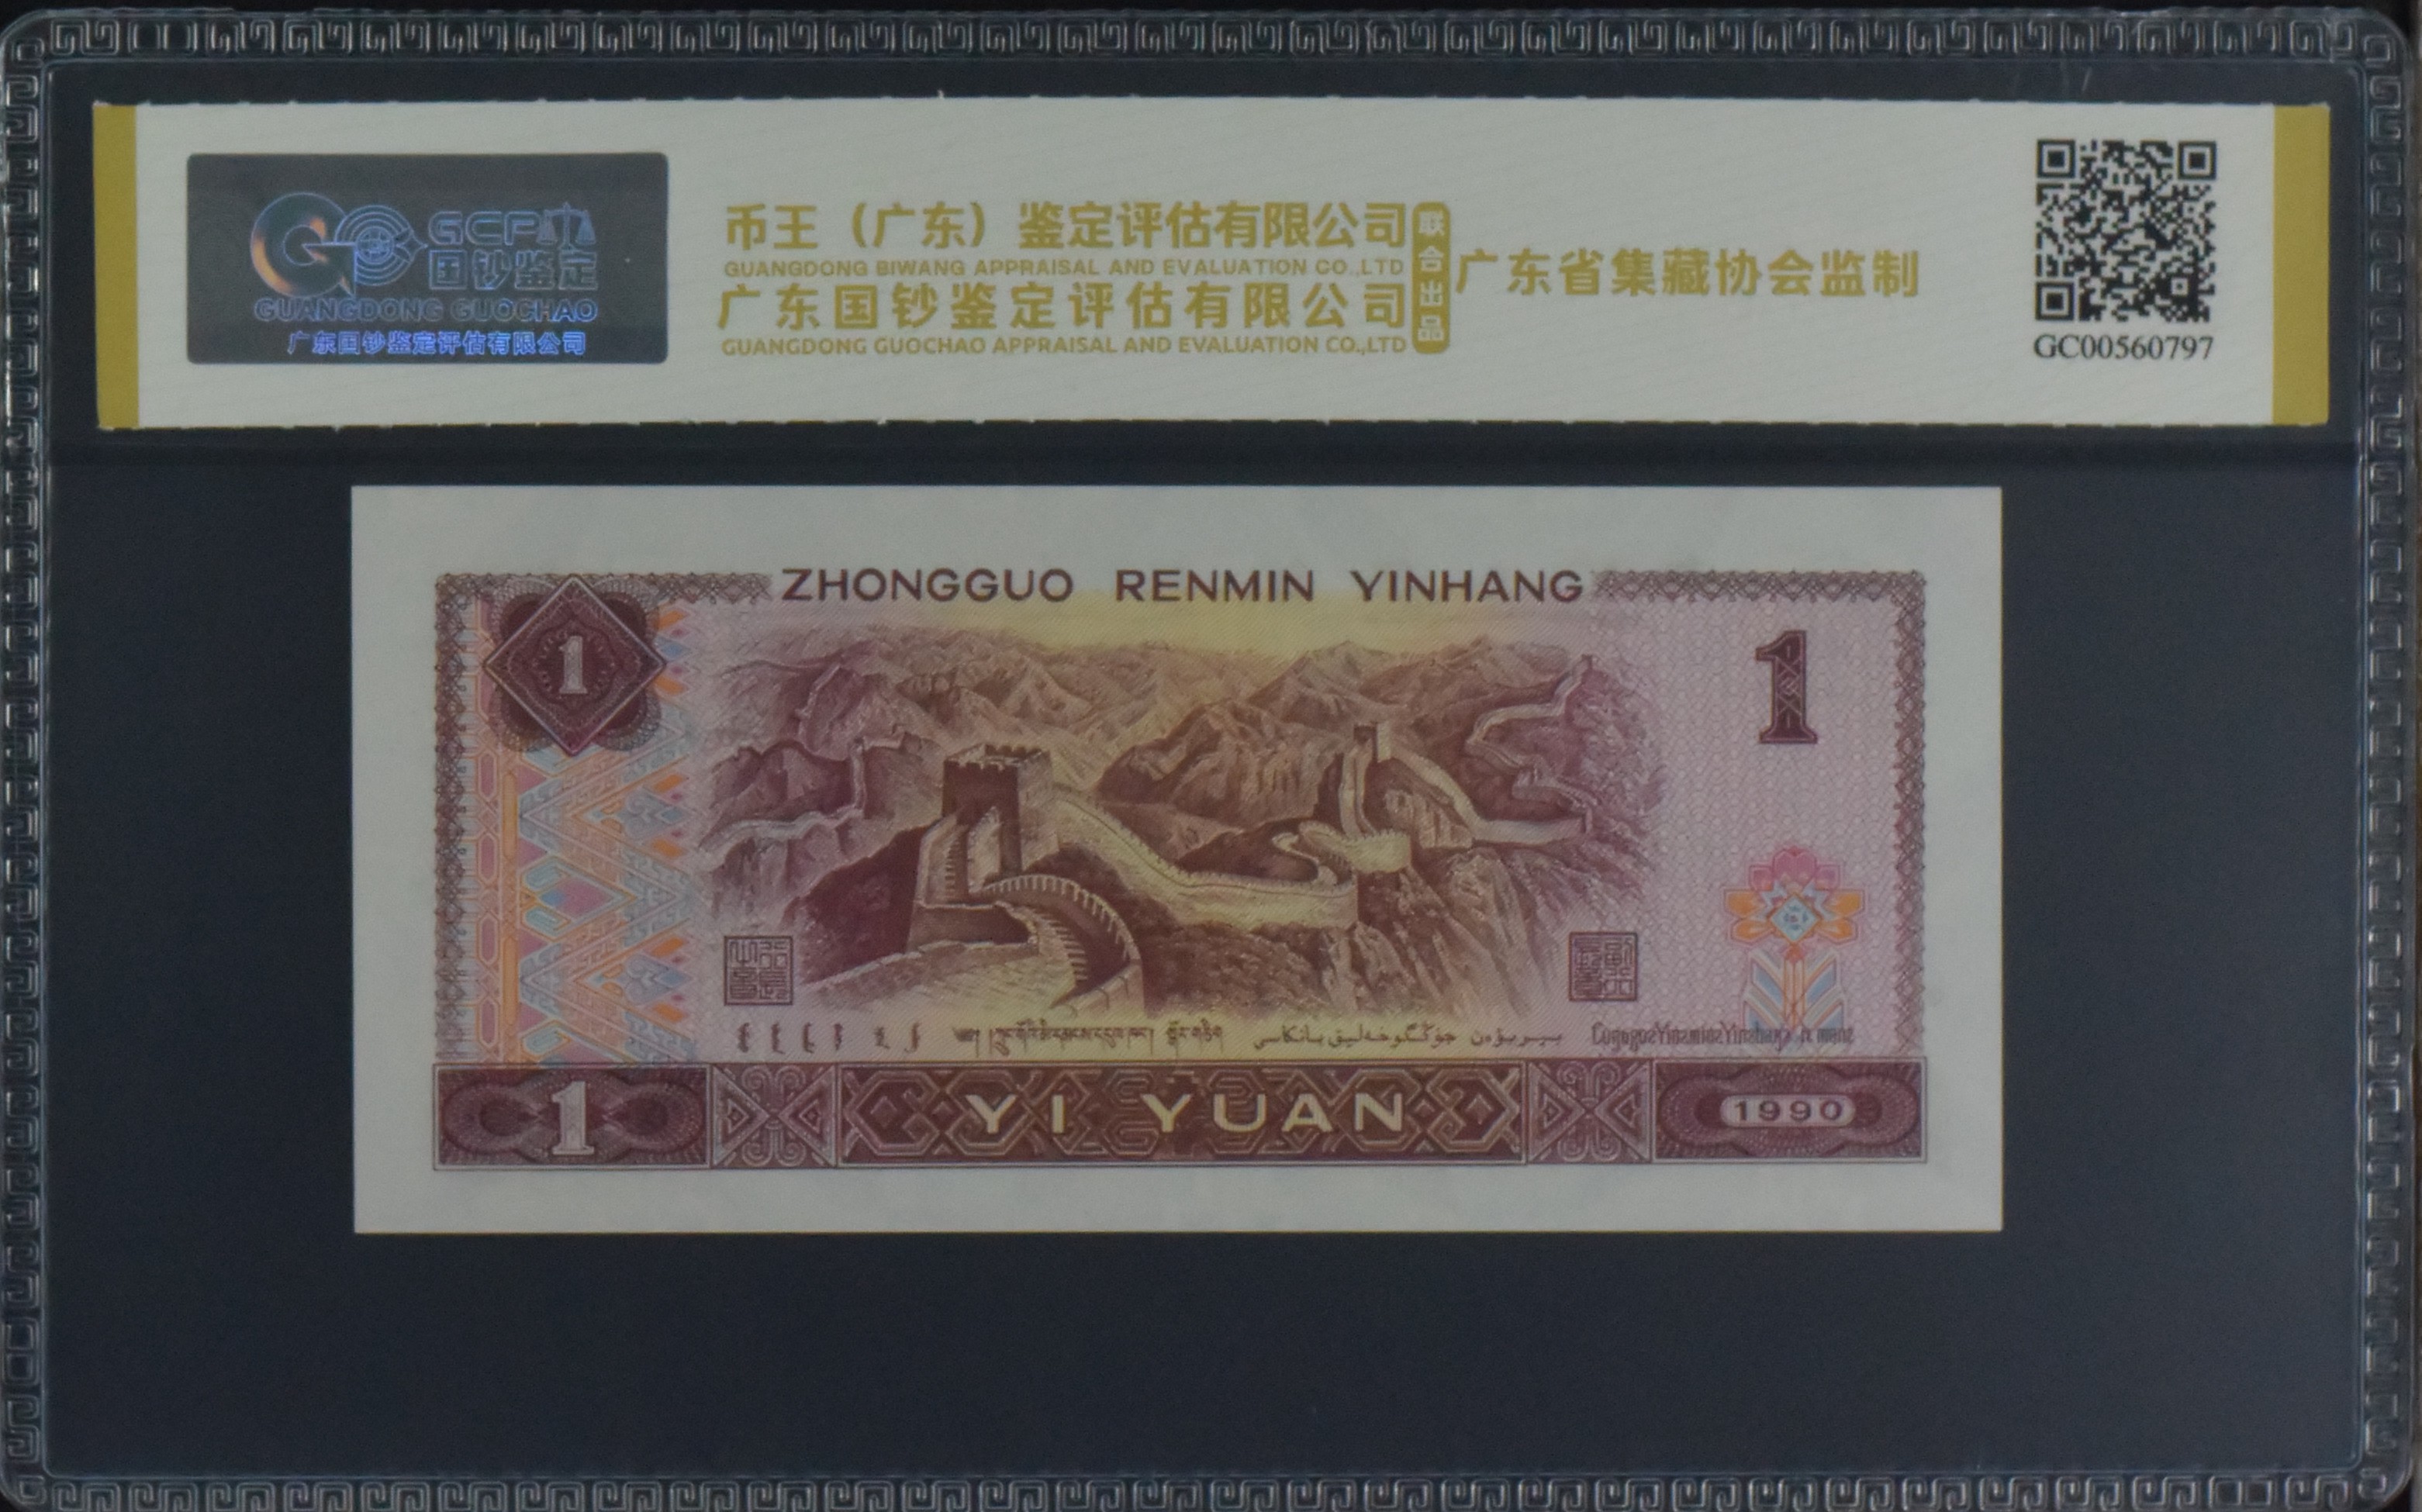 GCP
国钞鉴定
GUANGDONG GUOCHAO
广东国钞鉴定评估有限公司
币王（广东）鉴定评估有限公司
GUANGDONG BIWANG APPRAISAL AND EVALUATION CO.,LTD
广东国钞鉴定评估有限公司
GUANGDONG GUOCHAO APPRAISAL AND EVALUATION CO.,LTD
联合出品
广东省集藏协会监制
GC00560797
ZHONGGUO RENMIN YINHANG
1
1
جۇڭگو خەلىق بانكىسى
1
YI YUAN
1990